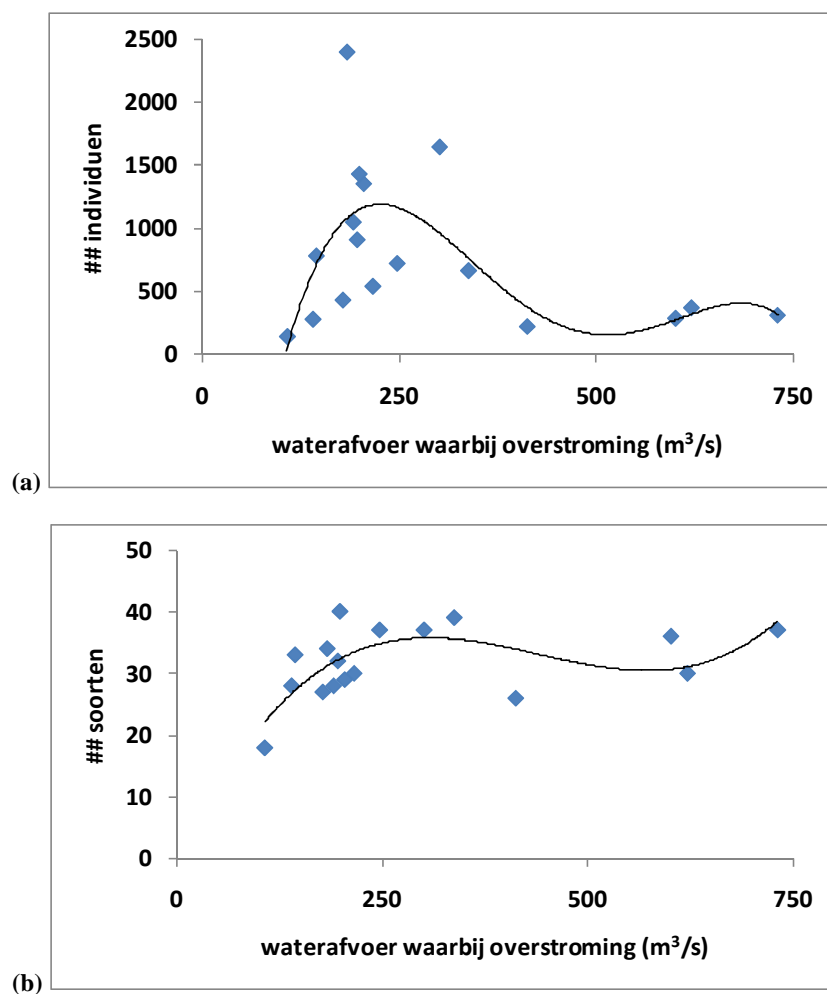 2500
2000
1500
1000
500
0
## individuen
0 250 500 750
waterafvoer waarbij overstroming (m³/s)
(a)
50
40
30
20
10
0
## soorten
0 250 500 750
waterafvoer waarbij overstroming (m³/s)
(b)